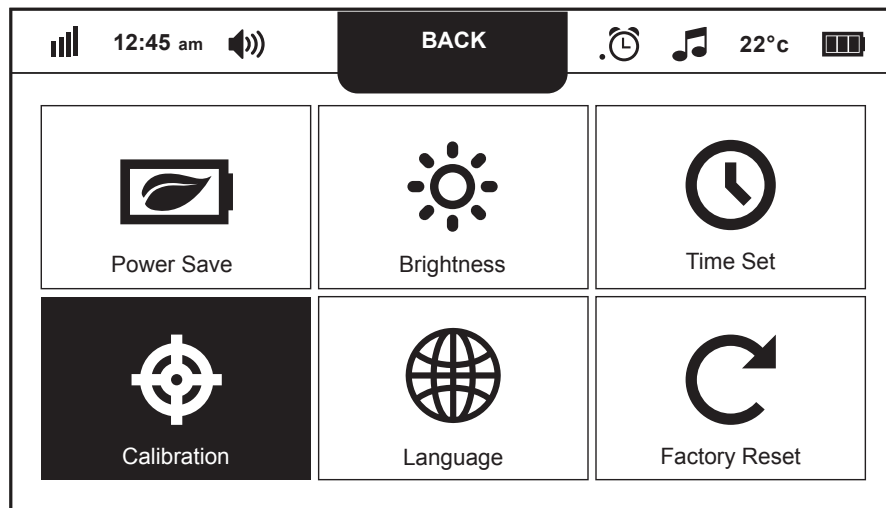 12:45 am BACK 22°c
Power Save Brightness Time Set
Calibration Language Factory Reset